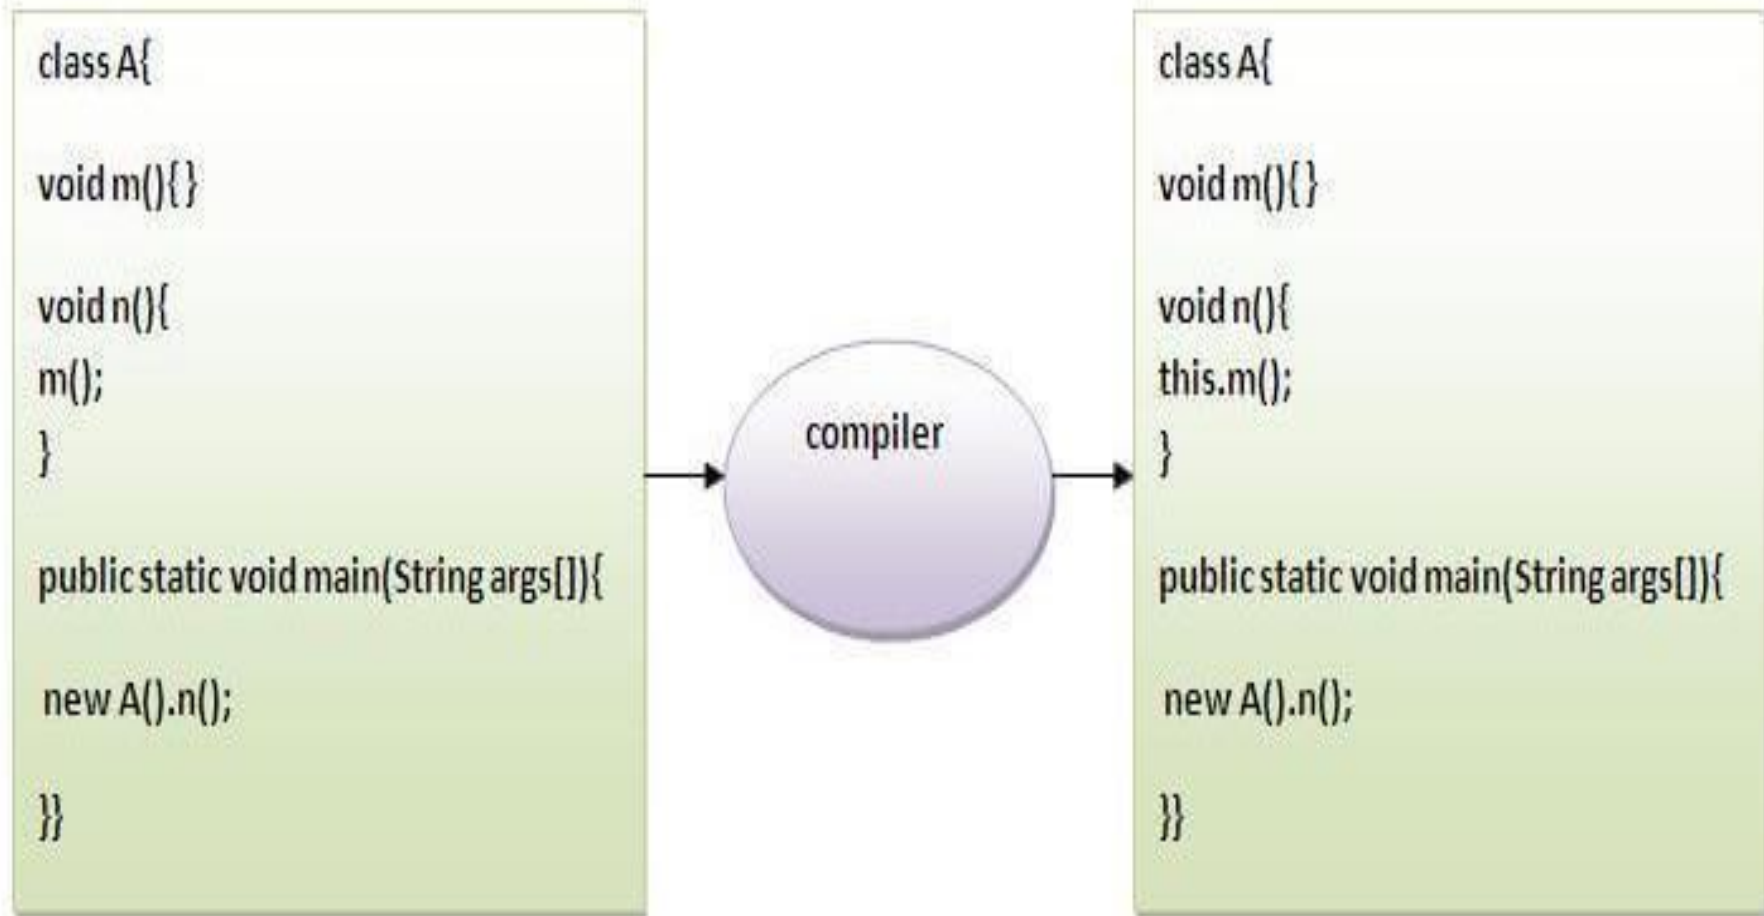 class A{
void m(){ }
void n(){
m();
}
public static void main(String args[]){
new A().n();
}}
compiler
class A{
void m(){ }
void n(){
this.m();
}
public static void main(String args[]){
new A().n();
}}